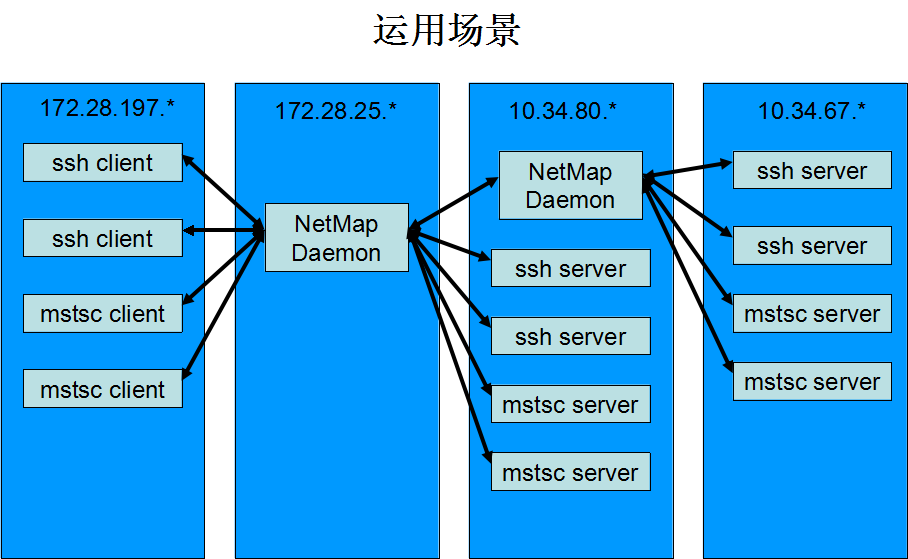 运用场景
172.28.197.*
ssh client
ssh client
mstsc client
mstsc client
172.28.25.*
NetMap
Daemon
10.34.80.*
NetMap
Daemon
ssh server
ssh server
mstsc server
mstsc server
10.34.67.*
ssh server
ssh server
mstsc server
mstsc server